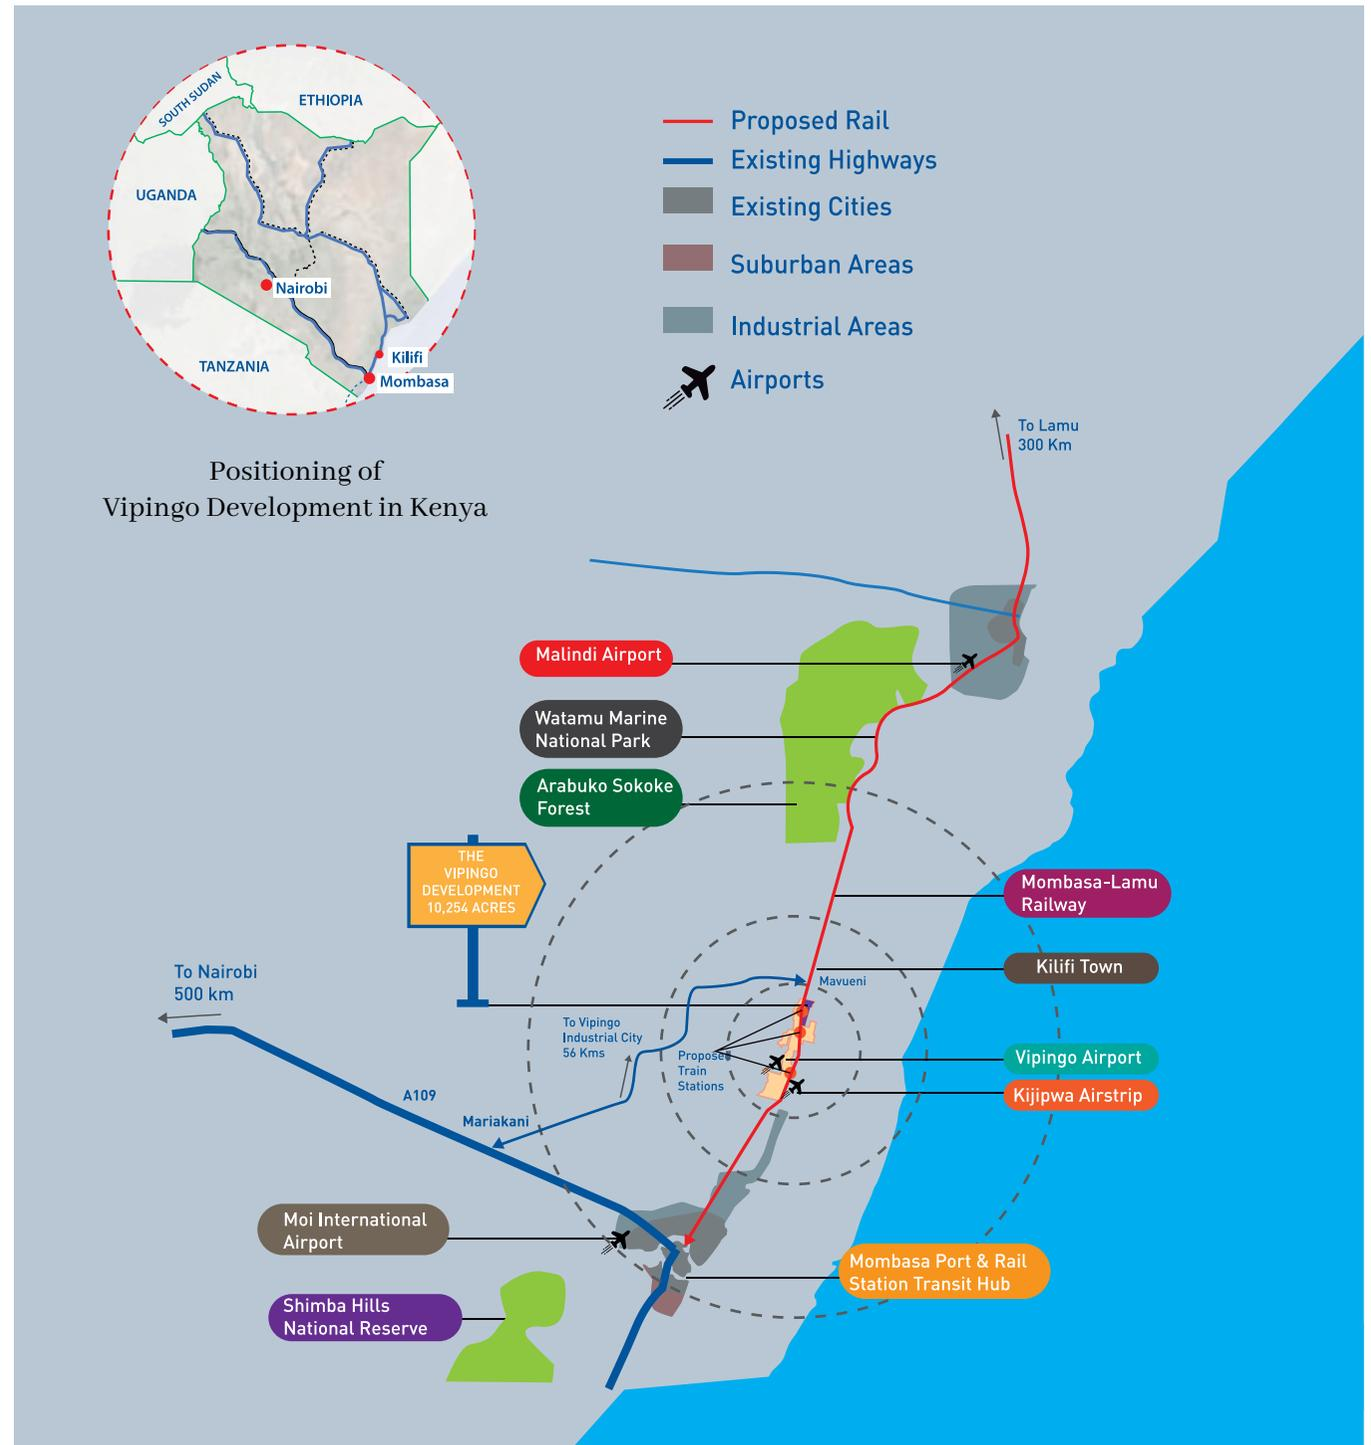 SOUTH SUDAN
ETHIOPIA
UGANDA
Nairobi
TANZANIA
Kilifi
Mombasa
Positioning of
Vipingo Development in Kenya
Proposed Rail
Existing Highways
Existing Cities
Suburban Areas
Industrial Areas
Airports
To Lamu
300 Km
Malindi Airport
Watamu Marine
National Park
Arabuko Sokoke
Forest
THE
VIPINGO
DEVELOPMENT
10,254 ACRES
Mombasa-Lamu
Railway
Kilifi Town
Mavueni
To Nairobi
500 km
To Vipingo
Industrial City
56 Kms
Proposed
Train
Stations
Vipingo Airport
Kijipwa Airstrip
A109
Mariakani
Moi International
Airport
Mombasa Port & Rail
Station Transit Hub
Shimba Hills
National Reserve